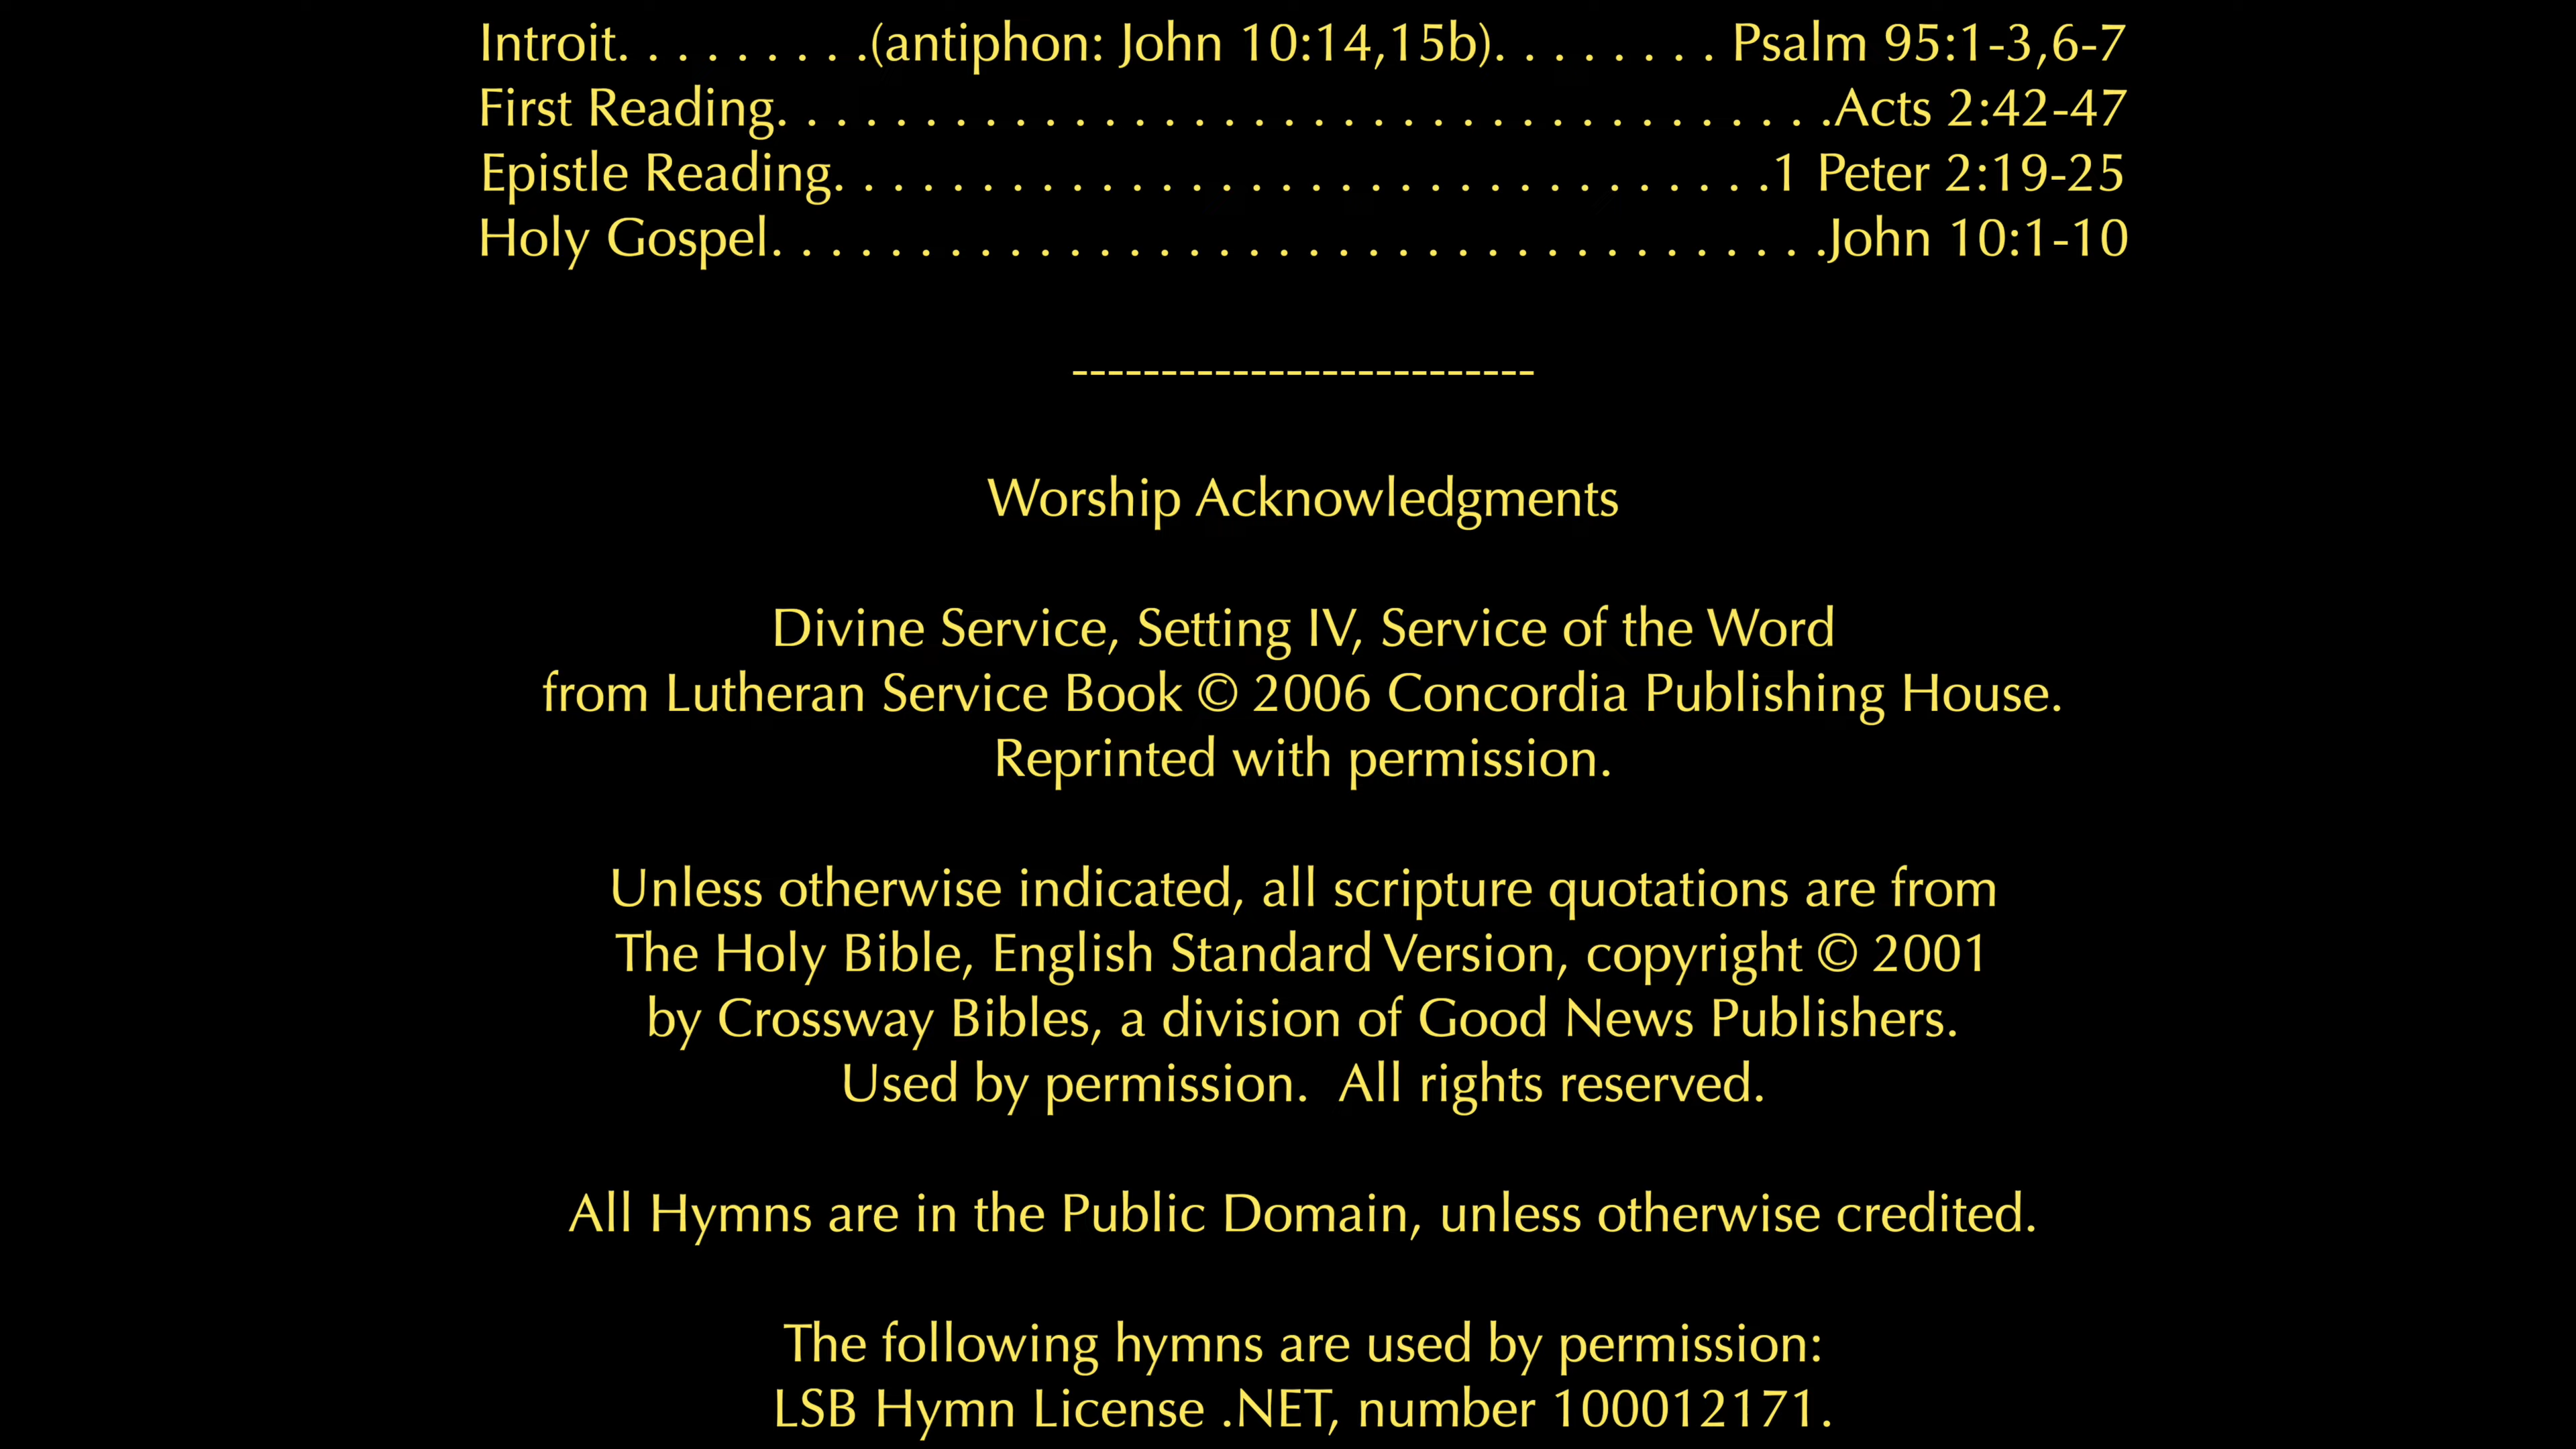 Introit. . . . . . . . .(antiphon: John 10:14,15b). . . . . . . . Psalm 95:1-3,6-7
First Reading. . . . . . . . . . . . . . . . . . . . . . . . . . . . . . . . . . . .Acts 2:42-47
Epistle Reading. . . . . . . . . . . . . . . . . . . . . . . . . . . . . . . .1 Peter 2:19-25
Holy Gospel. . . . . . . . . . . . . . . . . . . . . . . . . . . . . . . . . . . .John 10:1-10
--------------------------
Worship Acknowledgments
Divine Service, Setting IV, Service of the Word
from Lutheran Service Book © 2006 Concordia Publishing House.
Reprinted with permission.
Unless otherwise indicated, all scripture quotations are from
The Holy Bible, English Standard Version, copyright © 2001
by Crossway Bibles, a division of Good News Publishers.
Used by permission.  All rights reserved.
All Hymns are in the Public Domain, unless otherwise credited.
The following hymns are used by permission:
LSB Hymn License .NET, number 100012171.